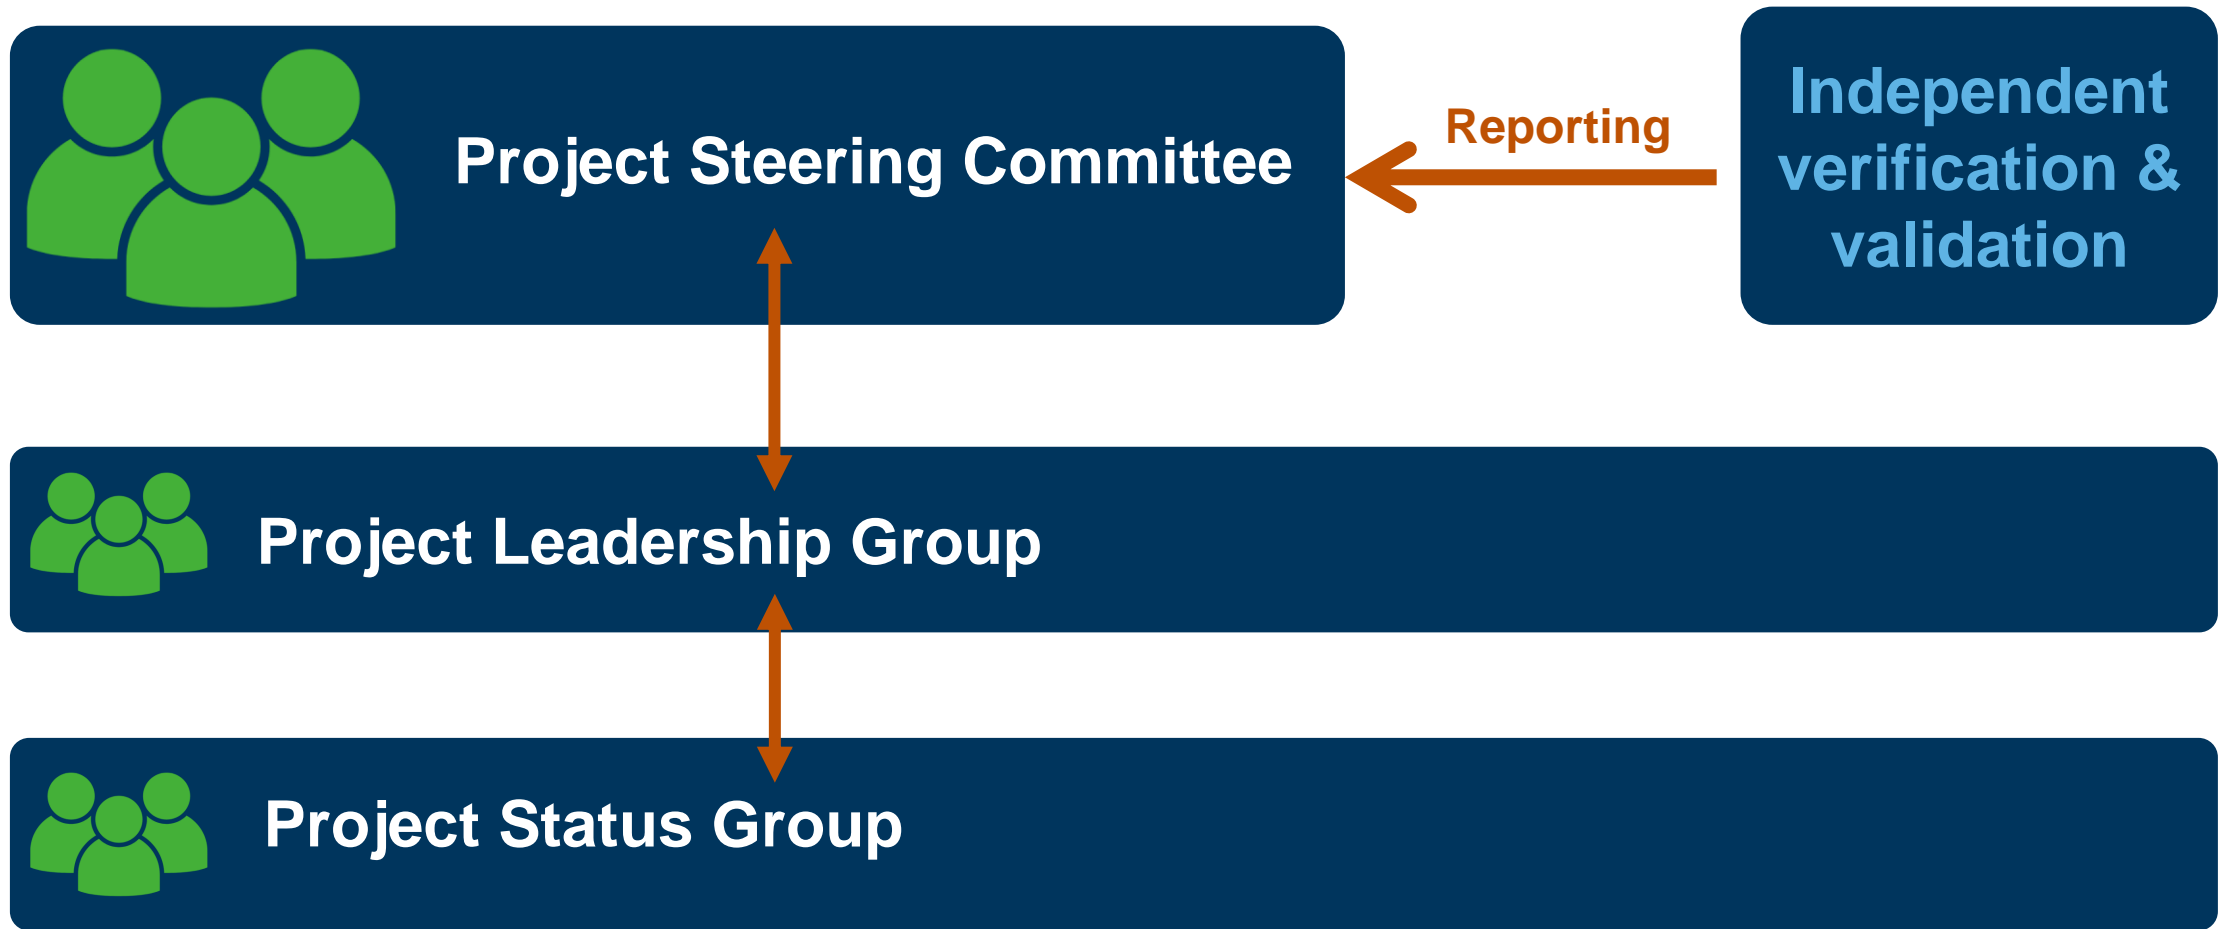 Project Steering Committee
Reporting
Independent
verification &
validation
Project Leadership Group
Project Status Group